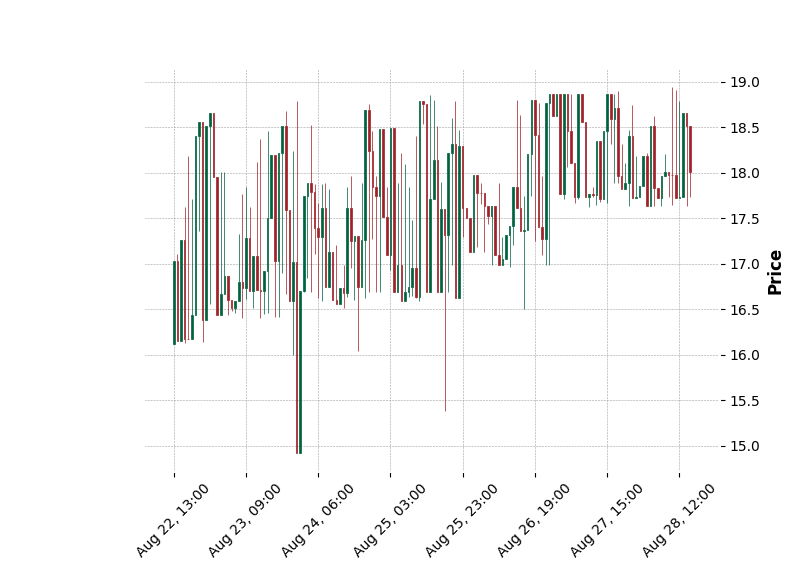 19.0
18.5
18.0
17.5
17.0
16.5
16.0
15.5
15.0
Price
Aug 22, 13:00
Aug 23, 09:00
Aug 24, 06:00
Aug 25, 03:00
Aug 25, 23:00
Aug 26, 19:00
Aug 27, 15:00
Aug 28, 12:00